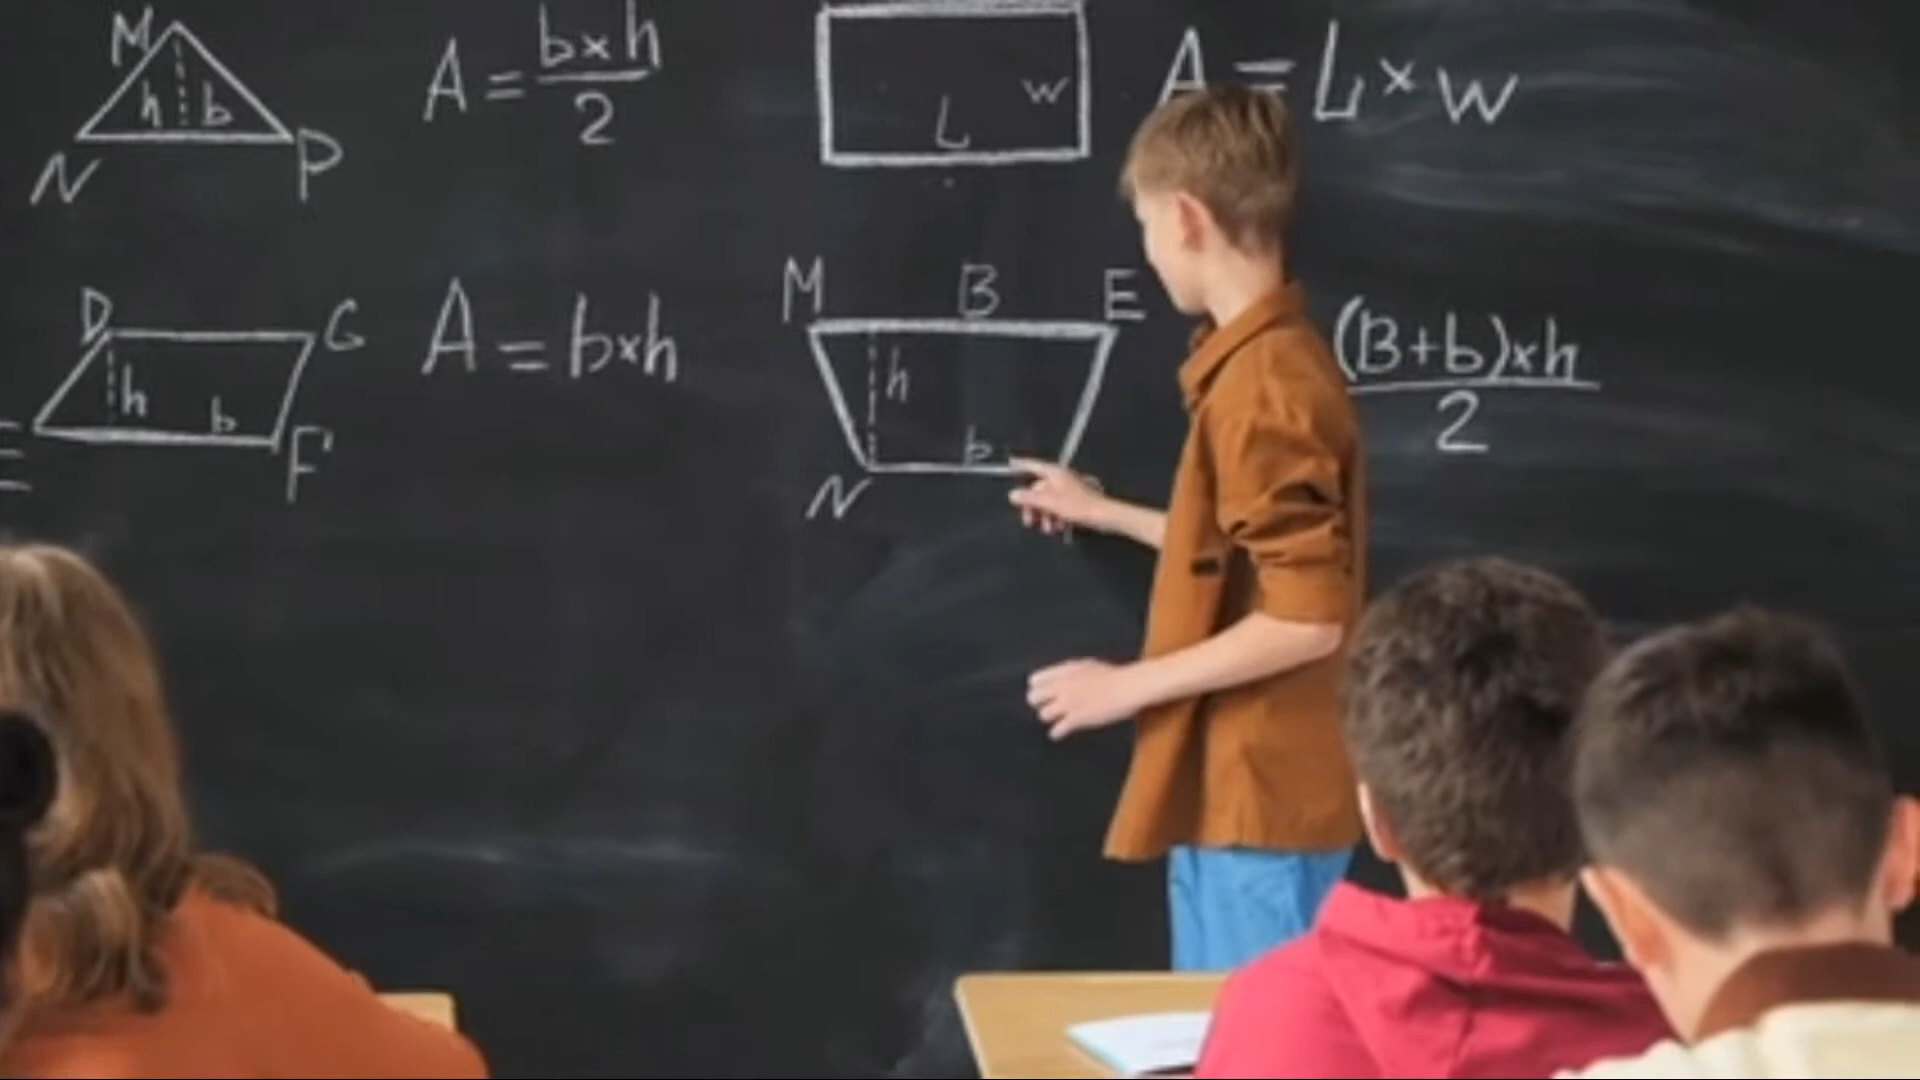 M
h b
N P
A = b×h / 2
L w
A = L × w
D G
h b
E F
A = b×h
M B E
h
b
N
(B+b)×h / 2